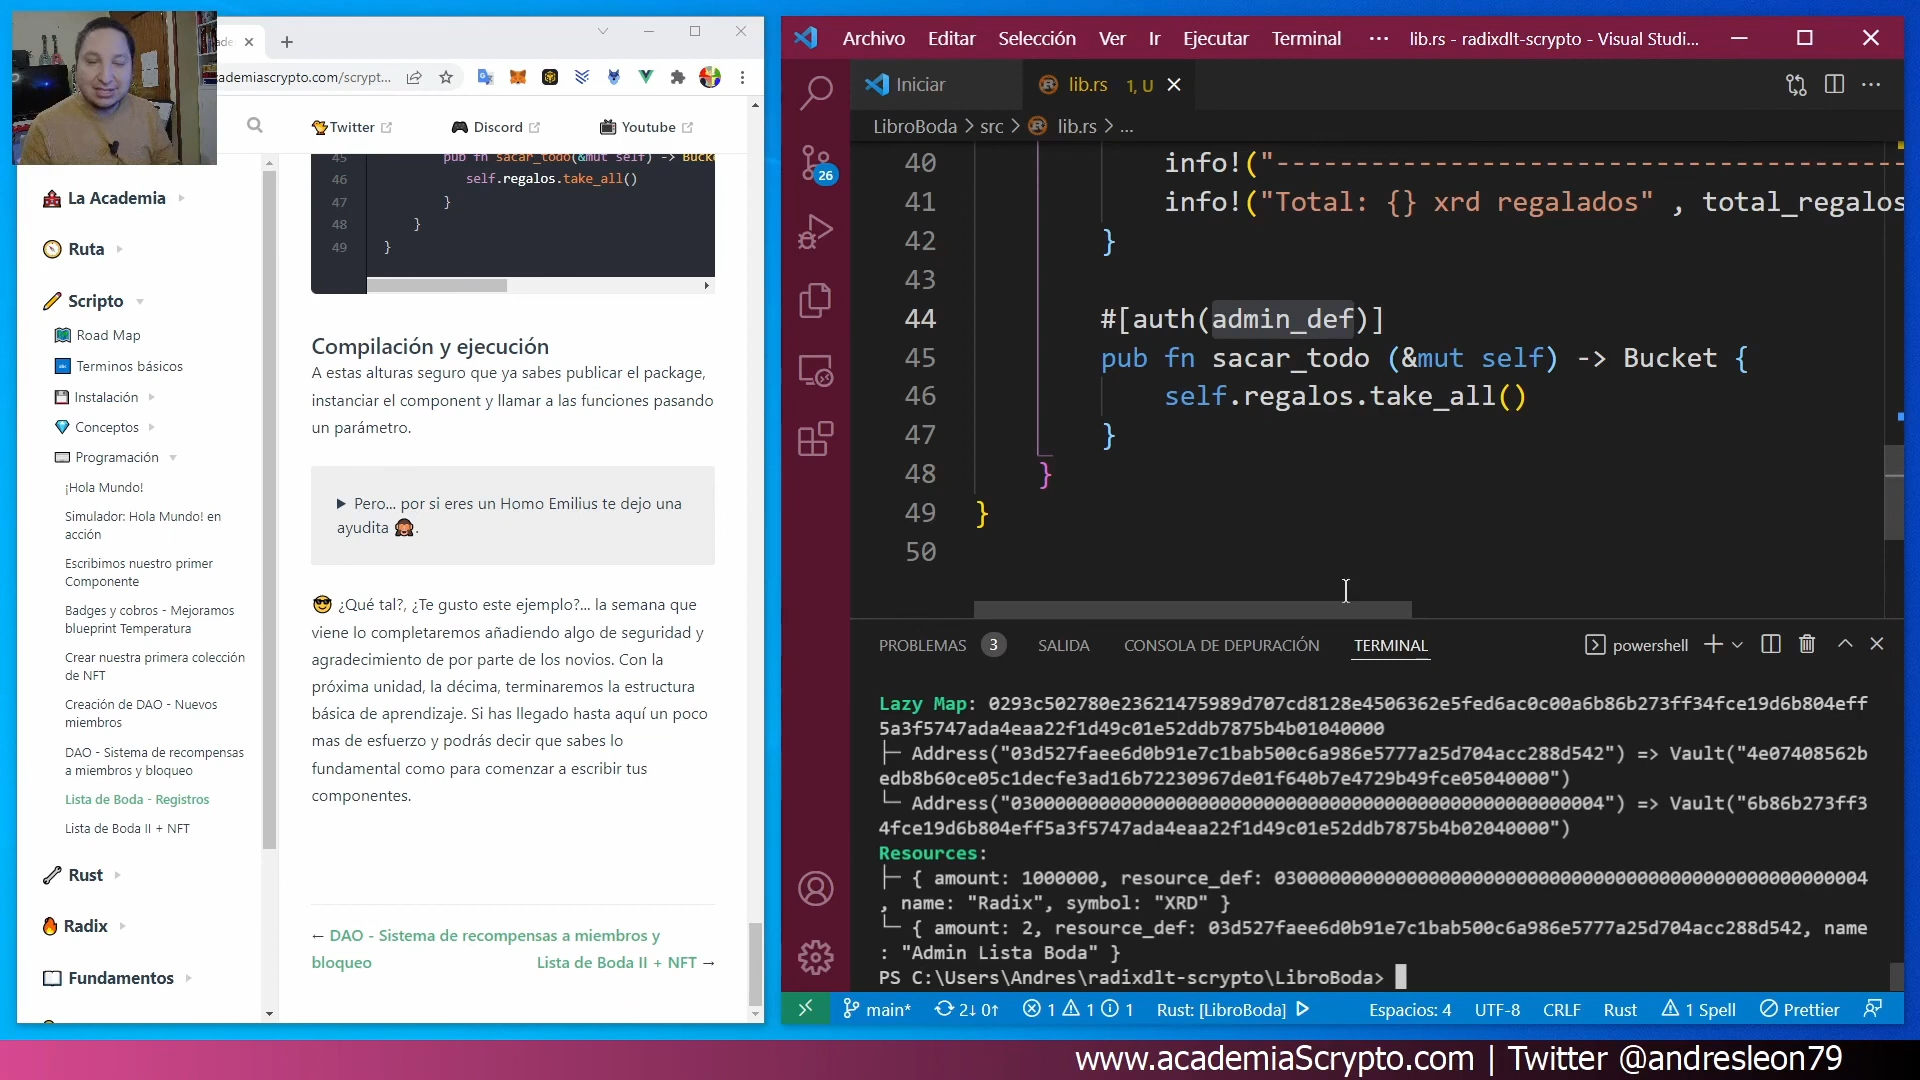 ademiascrypto.com/scrypt...
Twitter
Discord
Youtube
La Academia
Ruta
Scripto
Road Map
Terminos básicos
Instalación
Conceptos
Programación
¡Hola Mundo!
Simulador: Hola Mundo! en
acción
Escribimos nuestro primer
Componente
Badges y cobros - Mejoramos
blueprint Temperatura
Crear nuestra primera colección
de NFT
Creación de DAO - Nuevos
miembros
DAO - Sistema de recompensas
a miembros y bloqueo
Lista de Boda - Registros
Lista de Boda II + NFT
Rust
Radix
Fundamentos
45 pub fn sacar_todo(&mut self) -> Bucke
46 self.regalos.take_all()
47 }
48 }
49 }
Compilación y ejecución
A estas alturas seguro que ya sabes publicar el package,
instanciar el component y llamar a las funciones pasando
un parámetro.
▶ Pero... por si eres un Homo Emilius te dejo una
ayudita 🙈.
😎 ¿Qué tal?, ¿Te gusto este ejemplo?... la semana que
viene lo completaremos añadiendo algo de seguridad y
agradecimiento de por parte de los novios. Con la
próxima unidad, la décima, terminaremos la estructura
básica de aprendizaje. Si has llegado hasta aquí un poco
mas de esfuerzo y podrás decir que sabes lo
fundamental como para comenzar a escribir tus
componentes.
← DAO - Sistema de recompensas a miembros y
bloqueo
Lista de Boda II + NFT →
Archivo Editar Selección Ver Ir Ejecutar Terminal ··· lib.rs - radixdlt-scrypto - Visual Studi...
Iniciar
lib.rs 1, U
LibroBoda > src > lib.rs > ...
26
40 info!("----------------------------------------
41 info!("Total: {} xrd regalados" , total_regalos
42 }
43
44 #[auth(admin_def)]
45 pub fn sacar_todo (&mut self) -> Bucket {
46 self.regalos.take_all()
47 }
48 }
49 }
50
PROBLEMAS 3 SALIDA CONSOLA DE DEPURACIÓN TERMINAL powershell
Lazy Map: 0293c502780e23621475989d707cd8128e4506362e5fed6ac0c00a6b86b273ff34fce19d6b804eff
5a3f5747ada4eaa22f1d49c01e52ddb7875b4b01040000
├─ Address("03d527faee6d0b91e7c1bab500c6a986e5777a25d704acc288d542") => Vault("4e07408562b
edb8b60ce05c1decfe3ad16b72230967de01f640b7e4729b49fce05040000")
└─ Address("030000000000000000000000000000000000000000000000000004") => Vault("6b86b273ff3
4fce19d6b804eff5a3f5747ada4eaa22f1d49c01e52ddb7875b4b02040000")
Resources:
├─ { amount: 1000000, resource_def: 030000000000000000000000000000000000000000000000000004
, name: "Radix", symbol: "XRD" }
└─ { amount: 2, resource_def: 03d527faee6d0b91e7c1bab500c6a986e5777a25d704acc288d542, name
: "Admin Lista Boda" }
PS C:\Users\Andres\radixdlt-scrypto\LibroBoda>
main* 2↓ 0↑ 1 1 1 Rust: [LibroBoda] Espacios: 4 UTF-8 CRLF Rust 1 Spell Prettier
www.academiaScrypto.com | Twitter @andresleon79